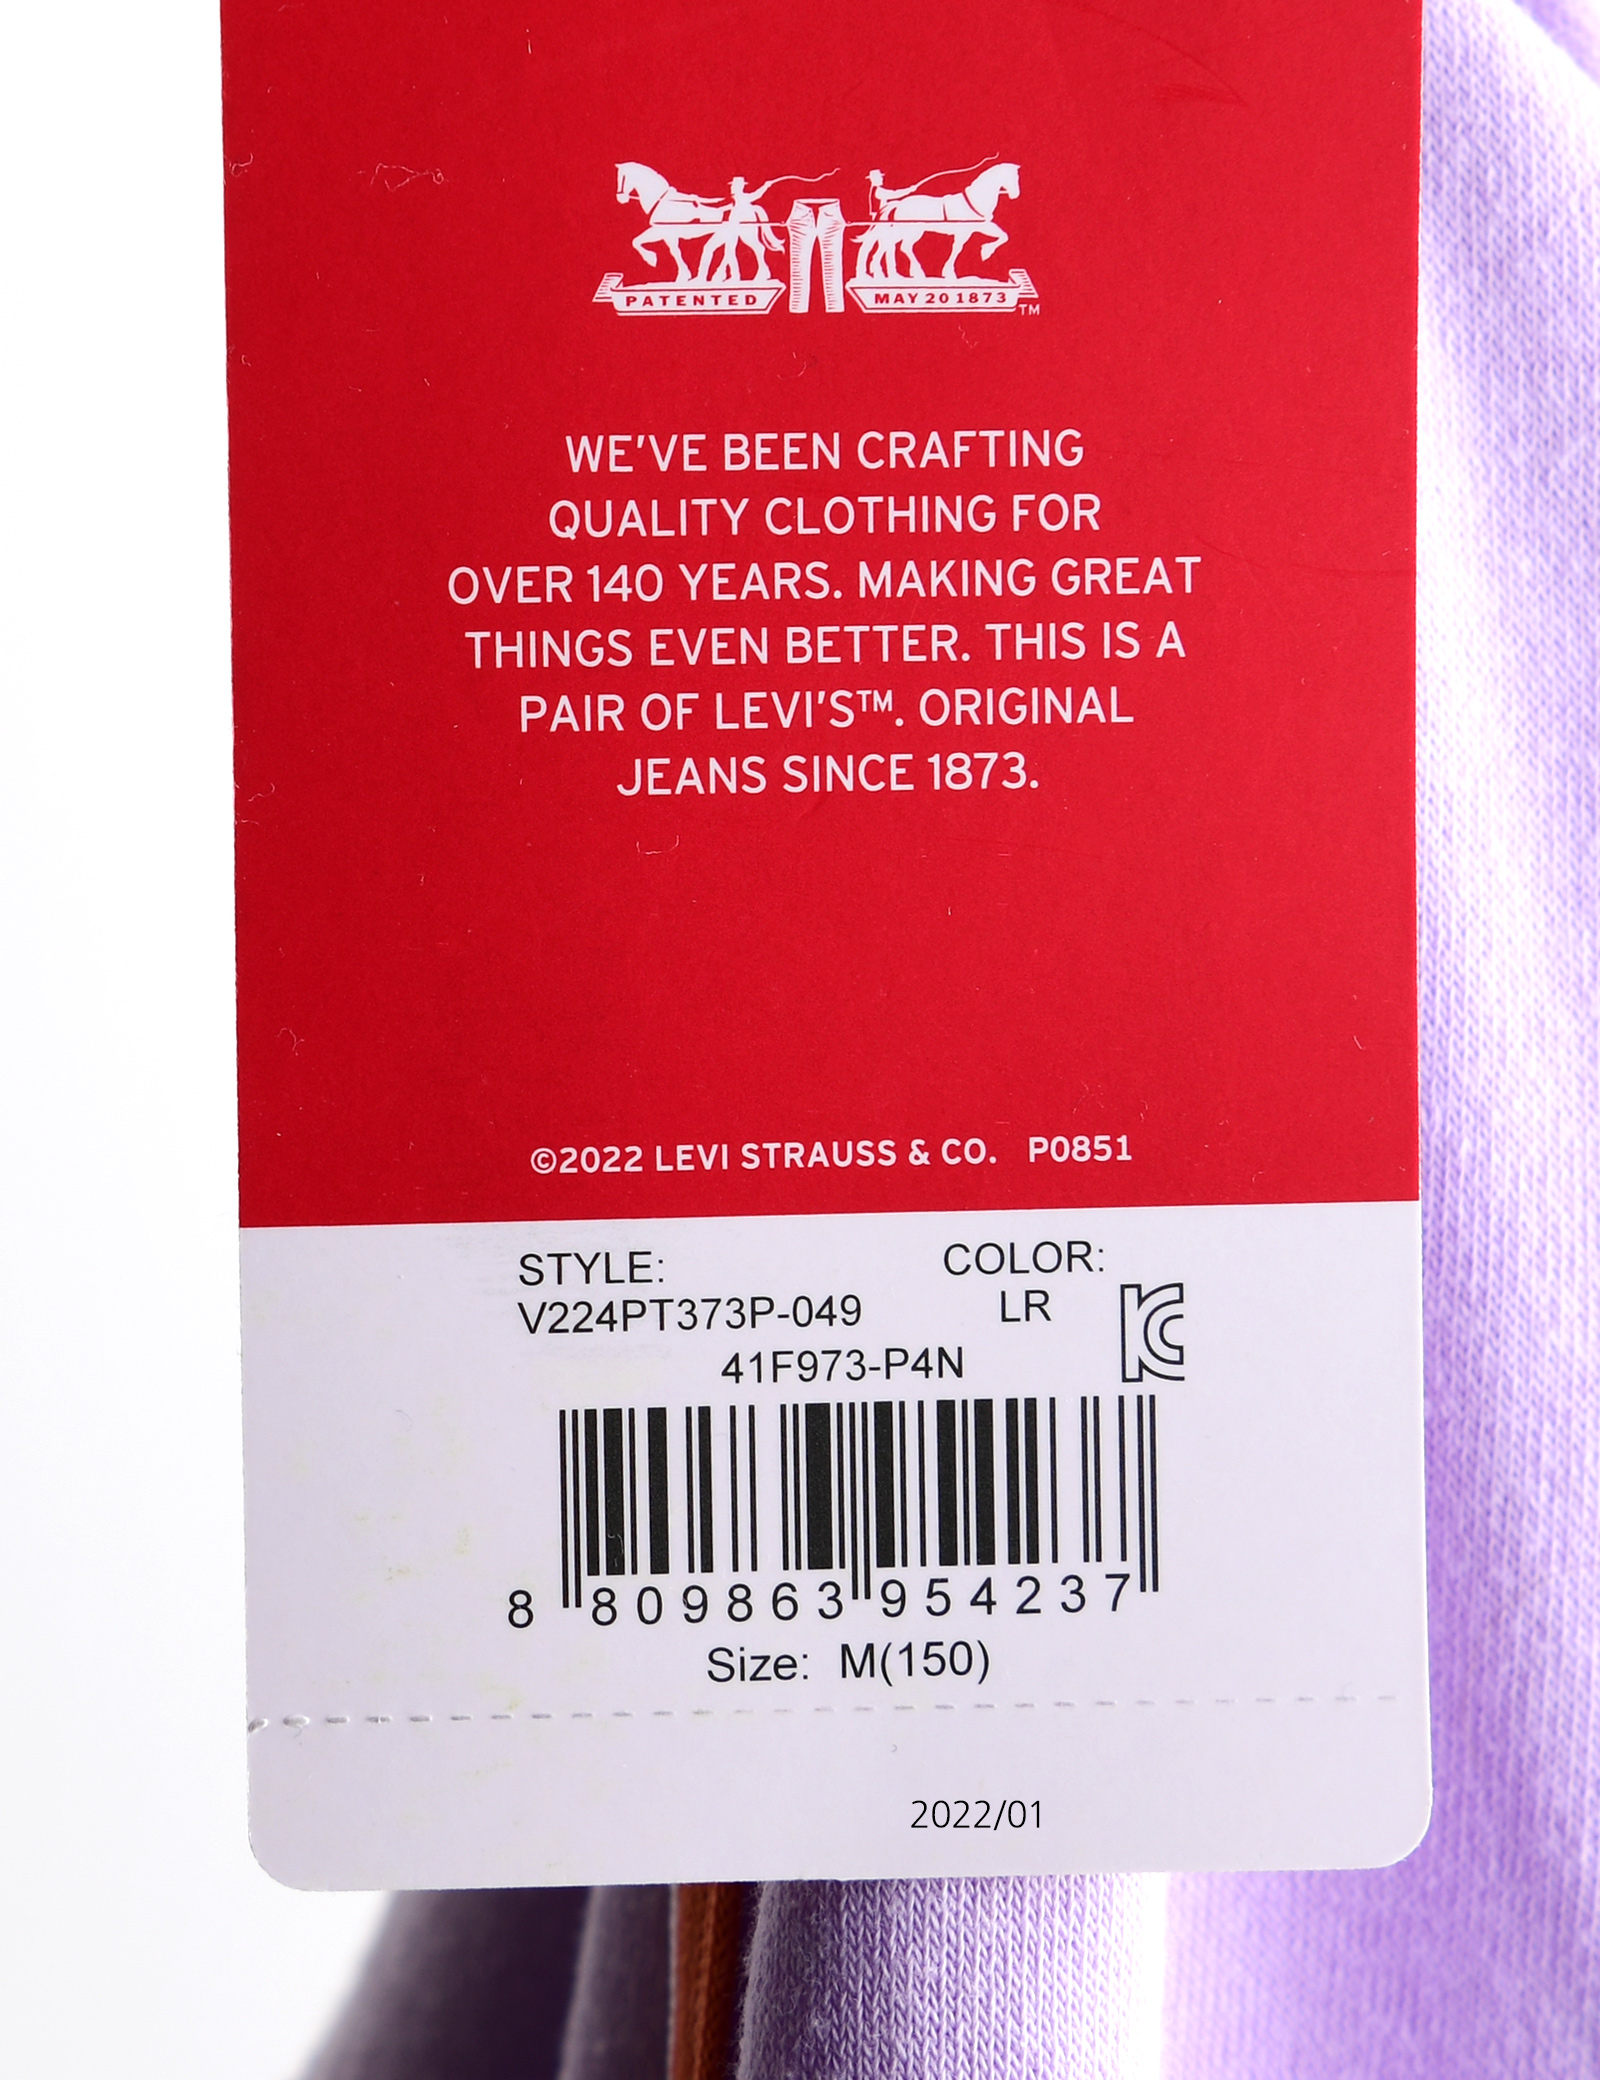 PATENTED MAY 20 1873 ™
WE'VE BEEN CRAFTING
QUALITY CLOTHING FOR
OVER 140 YEARS. MAKING GREAT
THINGS EVEN BETTER. THIS IS A
PAIR OF LEVI'S™. ORIGINAL
JEANS SINCE 1873.
©2022 LEVI STRAUSS & CO. P0851
STYLE: COLOR:
V224PT373P-049 LR
41F973-P4N
8 809863 954237
Size: M(150)
2022/01